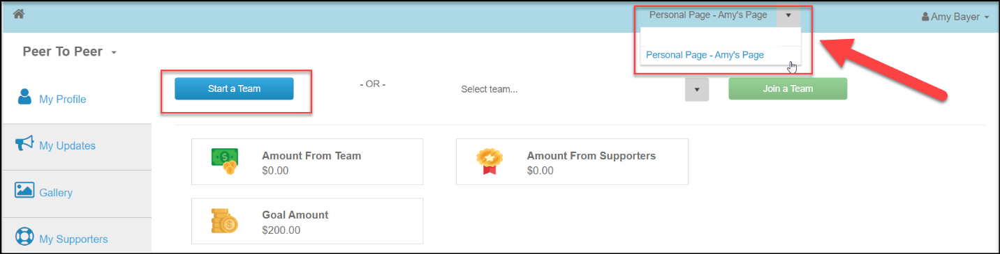 Personal Page - Amy's Page
Amy Bayer
Personal Page - Amy's Page
Peer To Peer
Start a Team
- OR -
Select team...
Join a Team
My Profile
My Updates
Gallery
My Supporters
Amount From Team
$0.00
Amount From Supporters
$0.00
Goal Amount
$200.00